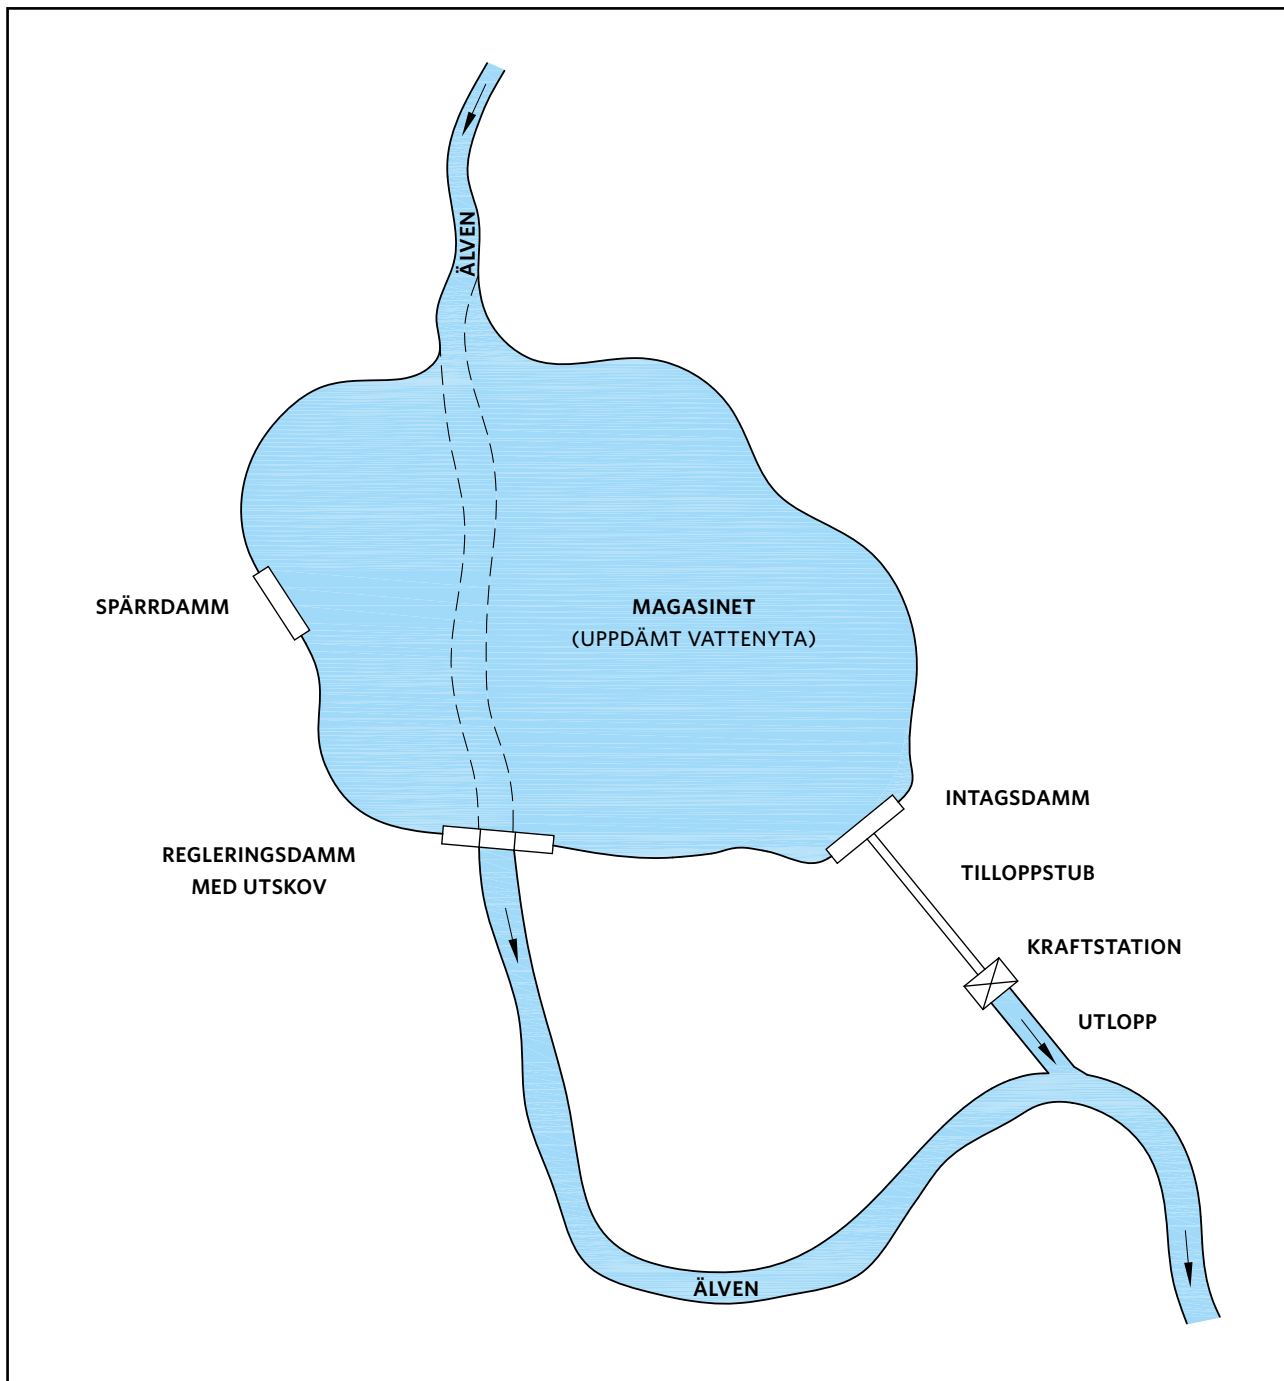 ÄLVEN
SPÄRRDAMM
MAGASINET
(UPPDÄMT VATTENYTA)
INTAGSDAMM
REGLERINGSDAMM
MED UTSKOV
TILLOPPSTUB
KRAFTSTATION
UTLOPP
ÄLVEN